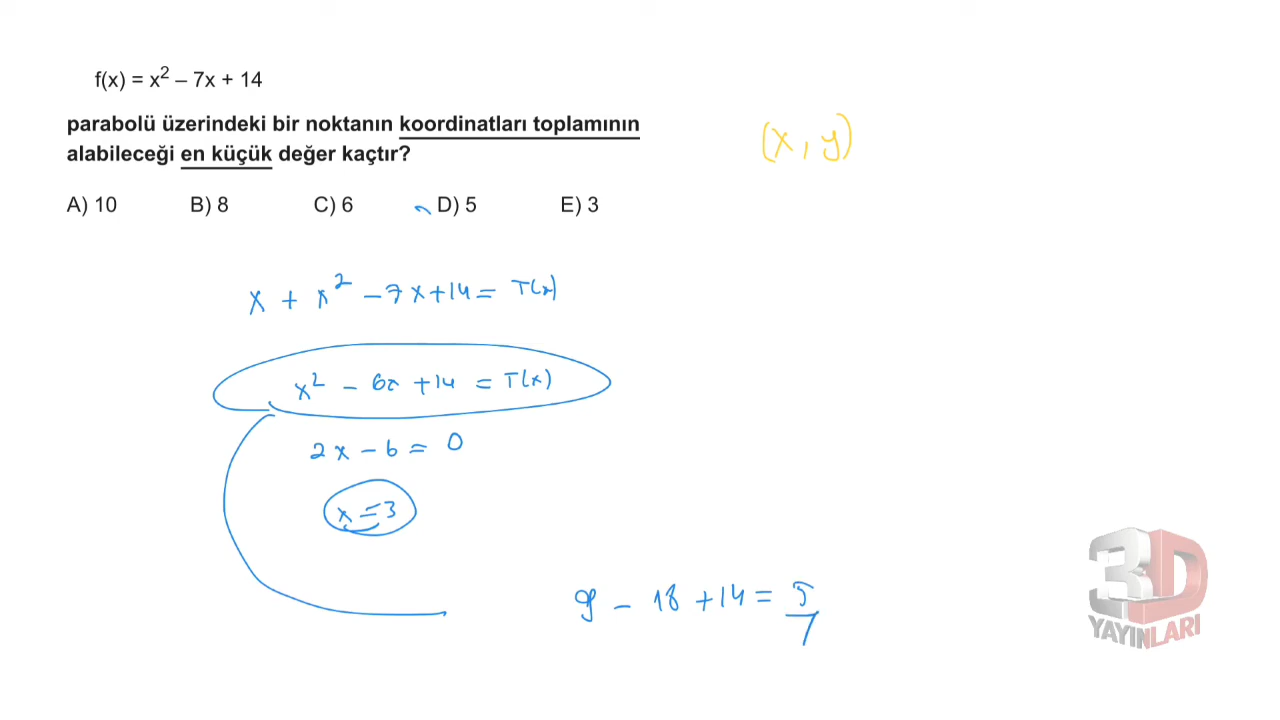 f(x) = x² – 7x + 14
parabolü üzerindeki bir noktanın koordinatları toplamının
alabileceği en küçük değer kaçtır?
(x, y)
A) 10 B) 8 C) 6 D) 5 E) 3
x + x² – 7x + 14 = T(x)
x² – 6x + 14 = T(x)
2x – 6 = 0
x = 3
9 – 18 + 14 = 5
3D
YAYINLARI